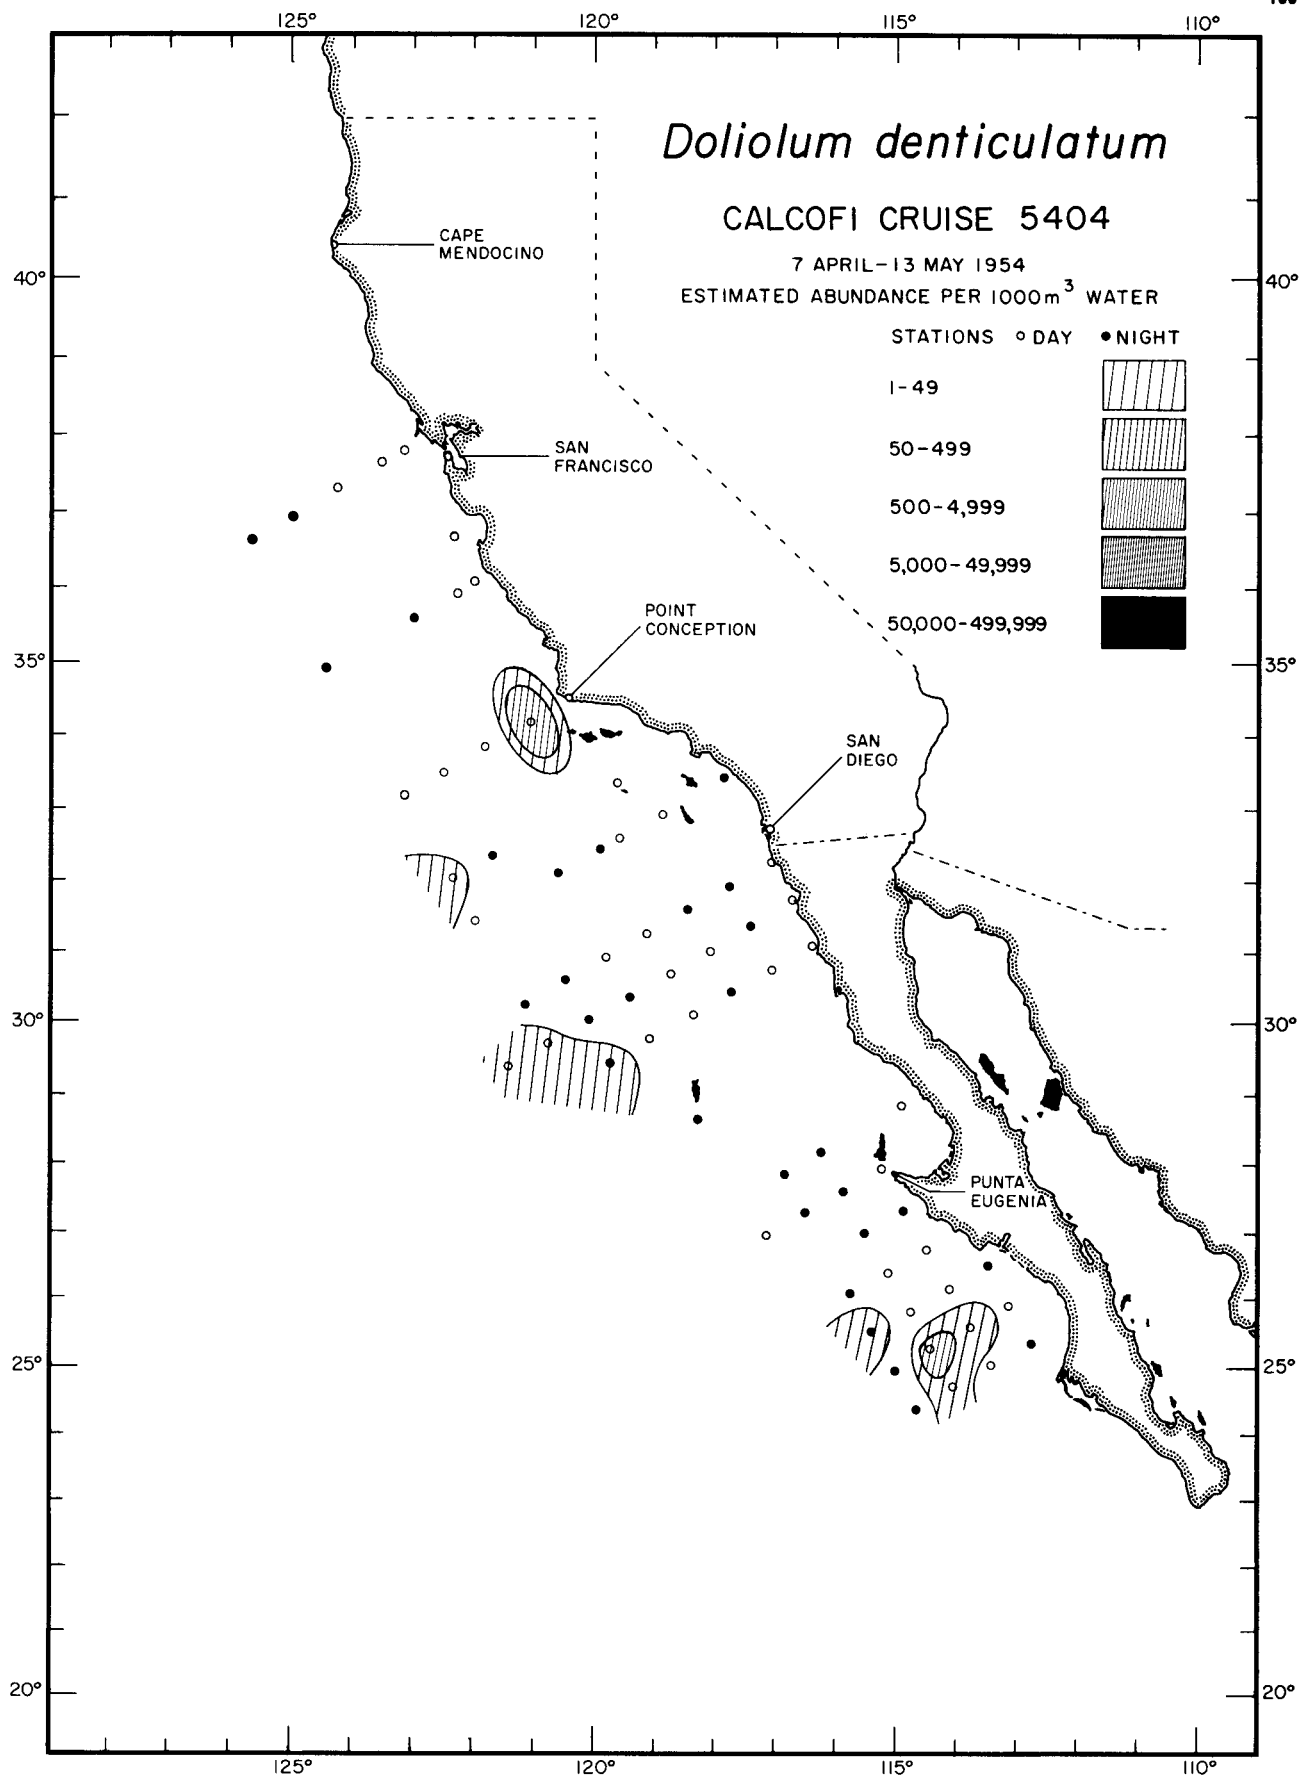 125° 120° 115° 110°
Doliolum denticulatum
CALCOFI CRUISE 5404
7 APRIL-13 MAY 1954
ESTIMATED ABUNDANCE PER 1000m³ WATER
STATIONS ○ DAY ● NIGHT
1-49
50-499
500-4,999
5,000-49,999
50,000-499,999
CAPE
MENDOCINO
40° 40°
SAN
FRANCISCO
POINT
CONCEPTION
35° 35°
SAN
DIEGO
30° 30°
PUNTA
EUGENIA
25° 25°
20° 20°
125° 120° 115° 110°